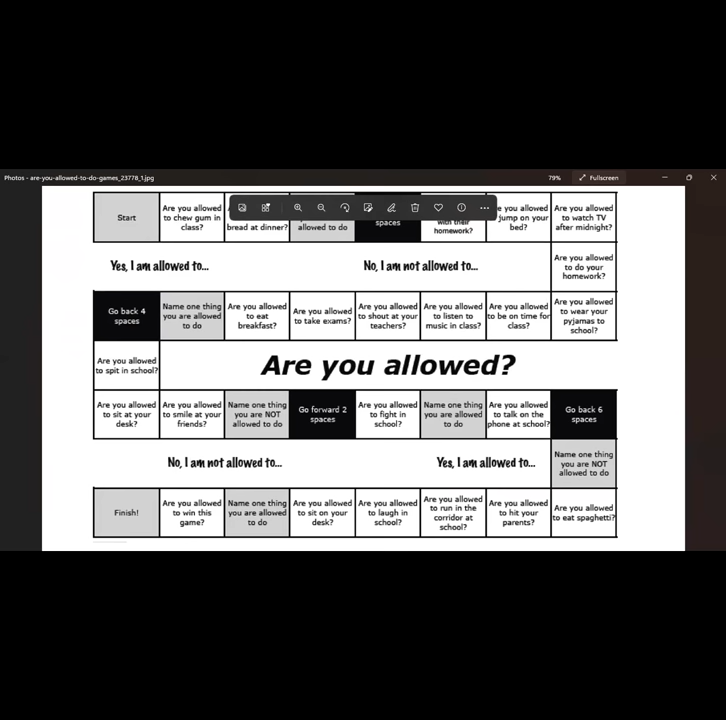 Photos - are-you-allowed-to-do-games_23778_1.jpg
79%
Fullscreen
Start
Are you allowed
to chew gum in
class?
bread at dinner?
allowed to do
spaces
with their
homework?
you allowed
jump on your
bed?
Are you allowed
to watch TV
after midnight?
Yes, I am allowed to...
No, I am not allowed to...
Are you allowed
to do your
homework?
Go back 4
spaces
Name one thing
you are allowed
to do
Are you allowed
to eat
breakfast?
Are you allowed
to take exams?
Are you allowed
to shout at your
teachers?
Are you allowed
to listen to
music in class?
Are you allowed
to be on time for
class?
Are you allowed
to wear your
pyjamas to
school?
Are you allowed
to spit in school?
Are you allowed?
Are you allowed
to sit at your
desk?
Are you allowed
to smile at your
friends?
Name one thing
you are NOT
allowed to do
Go forward 2
spaces
Are you allowed
to fight in
school?
Name one thing
you are allowed
to do
Are you allowed
to talk on the
phone at school?
Go back 6
spaces
No, I am not allowed to...
Yes, I am allowed to...
Name one thing
you are NOT
allowed to do
Finish!
Are you allowed
to win this
game?
Name one thing
you are allowed
to do
Are you allowed
to sit on your
desk?
Are you allowed
to laugh in
school?
Are you allowed
to run in the
corridor at
school?
Are you allowed
to hit your
parents?
Are you allowed
to eat spaghetti?